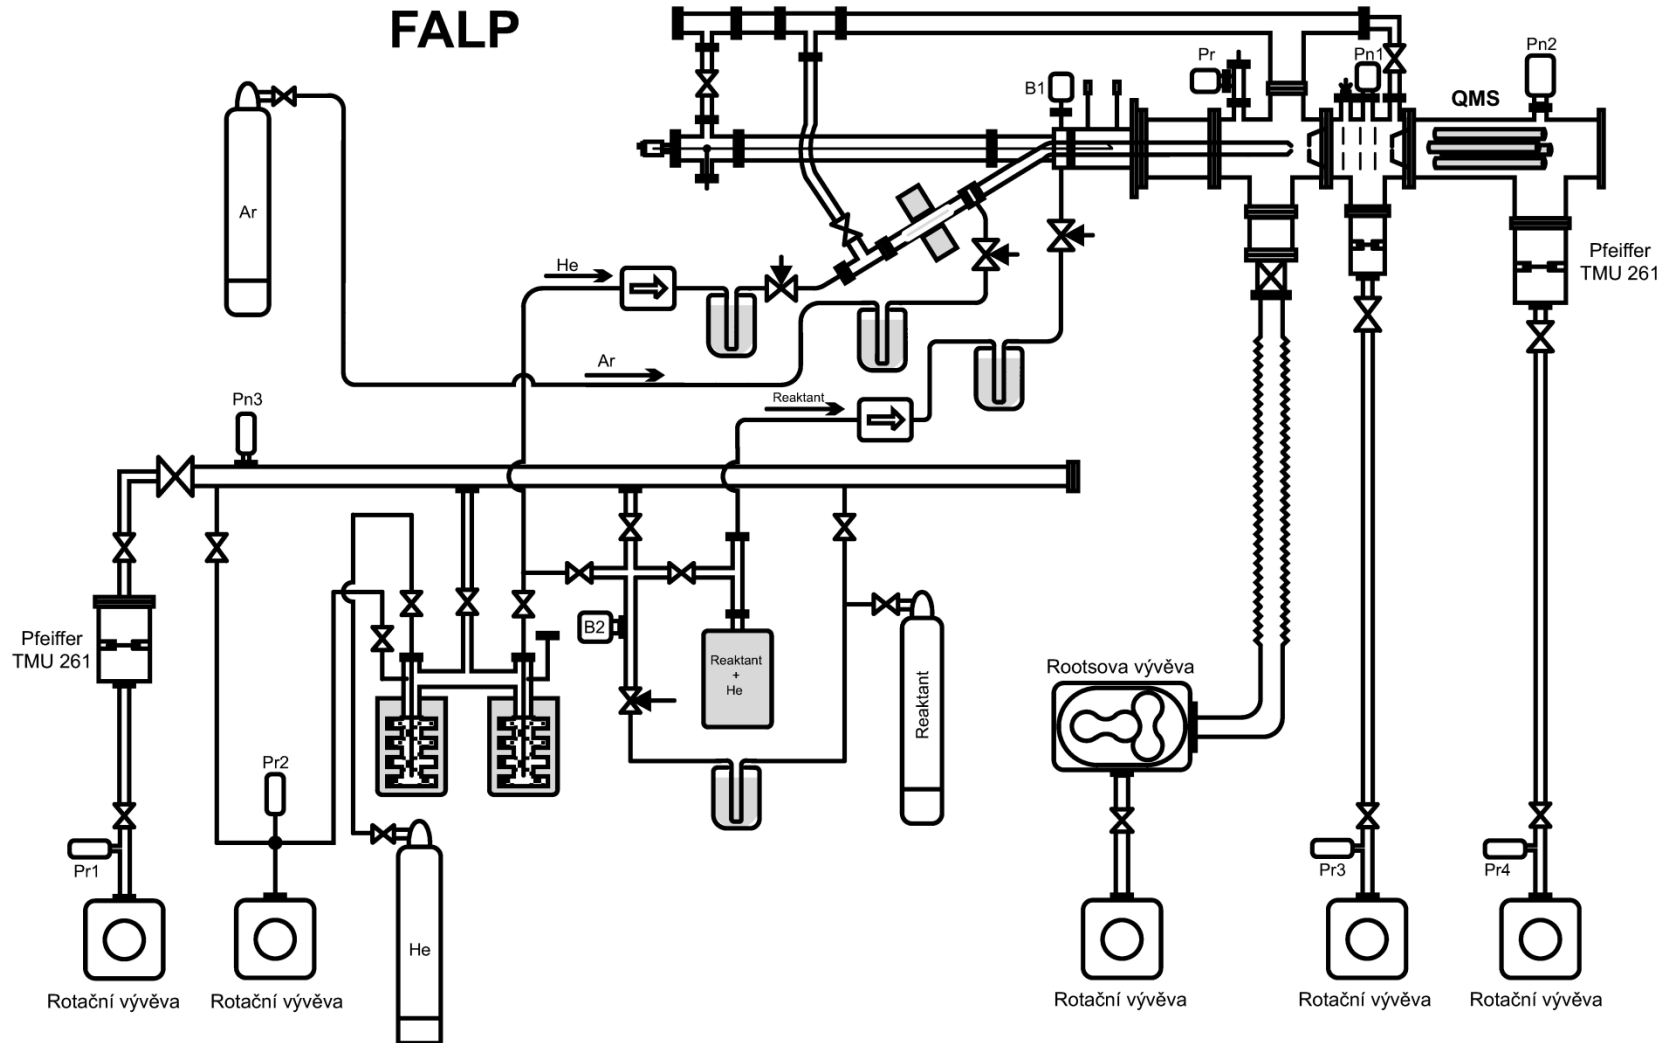 FALP
Pr
Pn1
Pn2
B1
QMS
Ar
He
Pfeiffer
TMU 261
Ar
Reaktant
Pn3
Pfeiffer
TMU 261
B2
Reaktant
+
He
Reaktant
Rootsova vývěva
Pr2
Pr1
Pr3
Pr4
He
Rotační vývěva
Rotační vývěva
Rotační vývěva
Rotační vývěva
Rotační vývěva